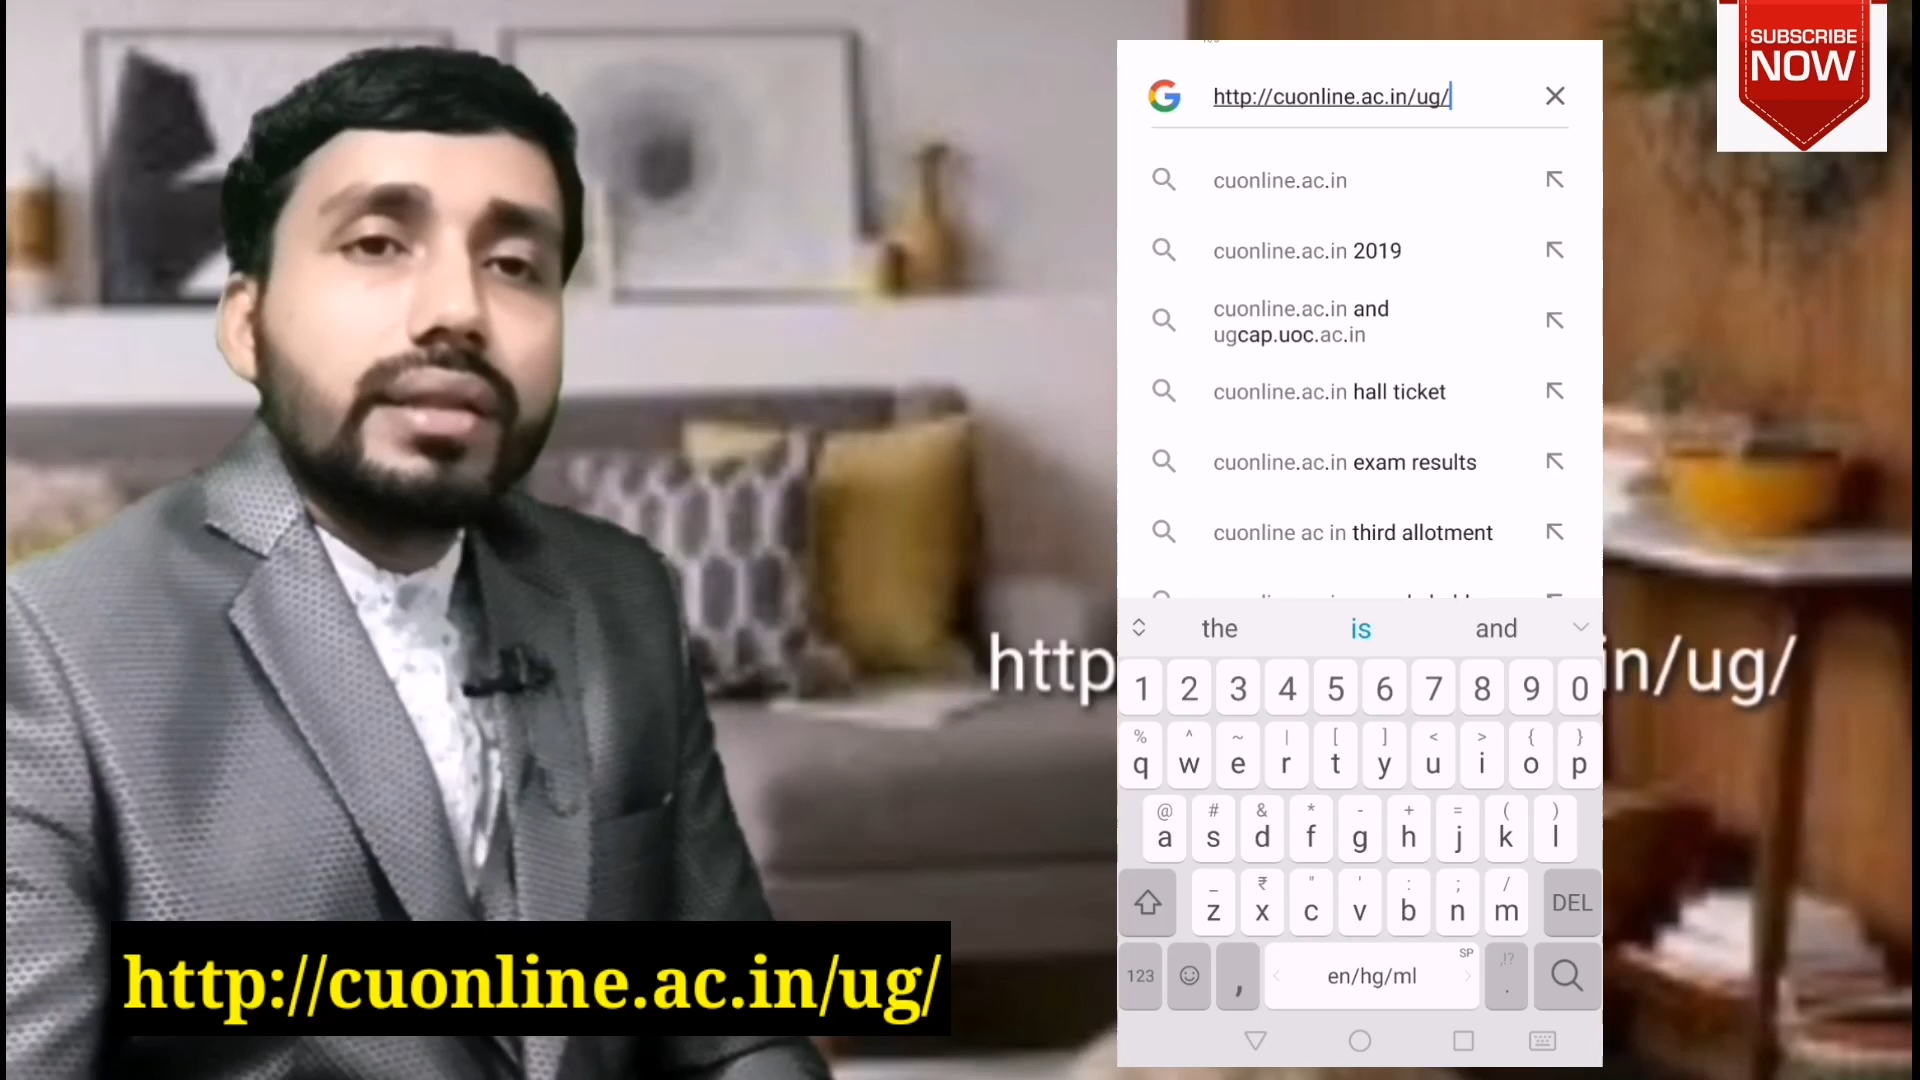 SUBSCRIBE
NOW
http://cuonline.ac.in/ug/
cuonline.ac.in
cuonline.ac.in 2019
cuonline.ac.in and
ugcap.uoc.ac.in
cuonline.ac.in hall ticket
cuonline.ac.in exam results
cuonline ac in third allotment
the is and
http in/ug/
1 2 3 4 5 6 7 8 9 0
% ^ ~ | [ ] < > { }
q w e r t y u i o p
@ # & * - + = ( )
a s d f g h j k l
_ ₹ " ' : ; /
z x c v b n m DEL
SP ,!?
123 , en/hg/ml .
http://cuonline.ac.in/ug/